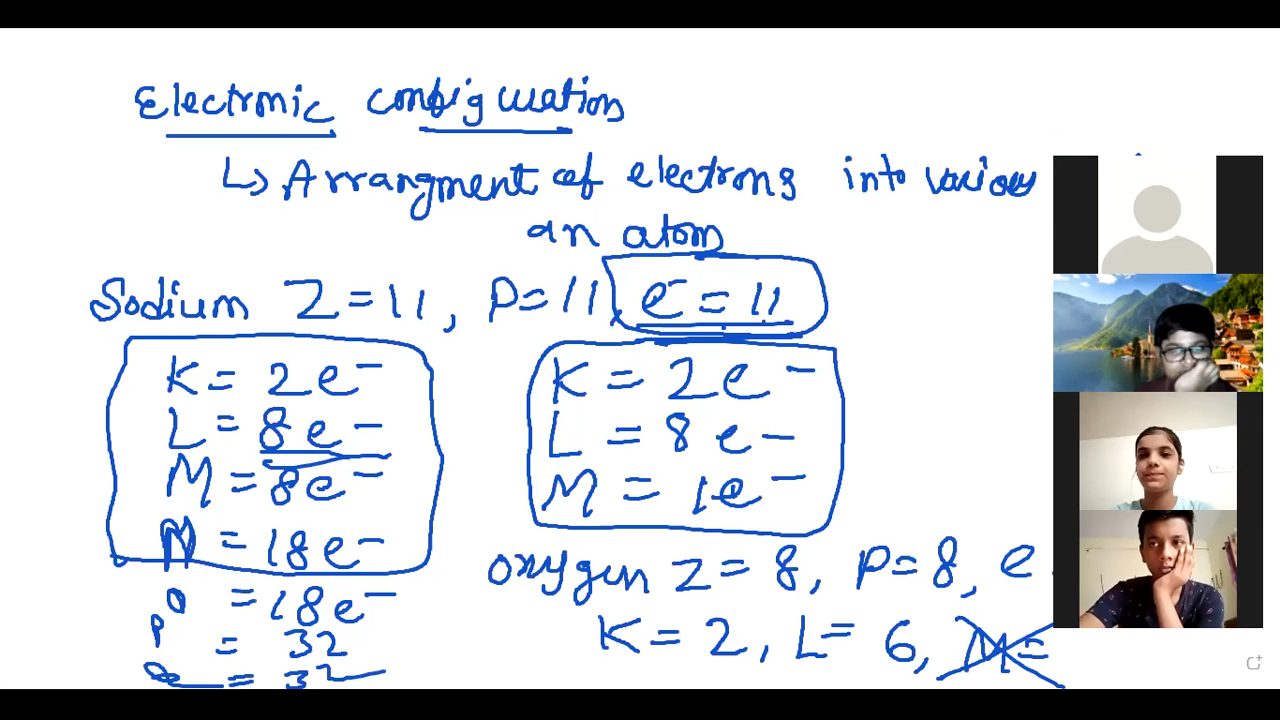 Electronic configuration
↳ Arrangment of electrons into various
an atom
Sodium Z = 11, P = 11, e⁻ = 11
K = 2e⁻
L = 8e⁻
M = 8e⁻
N = 18e⁻
O = 18e⁻
P = 32
= 32
K = 2e⁻
L = 8e⁻
M = 1e⁻
oxygen Z = 8, P = 8, e
K = 2, L = 6, M =